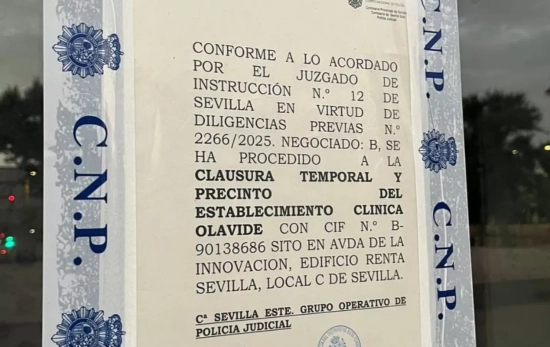 CONFORME A LO ACORDADO
POR EL JUZGADO DE
INSTRUCCIÓN N.º 12 DE
SEVILLA EN VIRTUD DE
DILIGENCIAS PREVIAS N.º
2266/2025. NEGOCIADO: B, SE
HA PROCEDIDO A LA
CLAUSURA TEMPORAL Y
PRECINTO DEL
ESTABLECIMIENTO CLINICA
OLAVIDE CON CIF N.º B-
90138686 SITO EN AVDA DE LA
INNOVACION, EDIFICIO RENTA
SEVILLA, LOCAL C DE SEVILLA.
Cª SEVILLA ESTE. GRUPO OPERATIVO DE
POLICIA JUDICIAL
C.N.P.
C.N.P.
C.N.P.